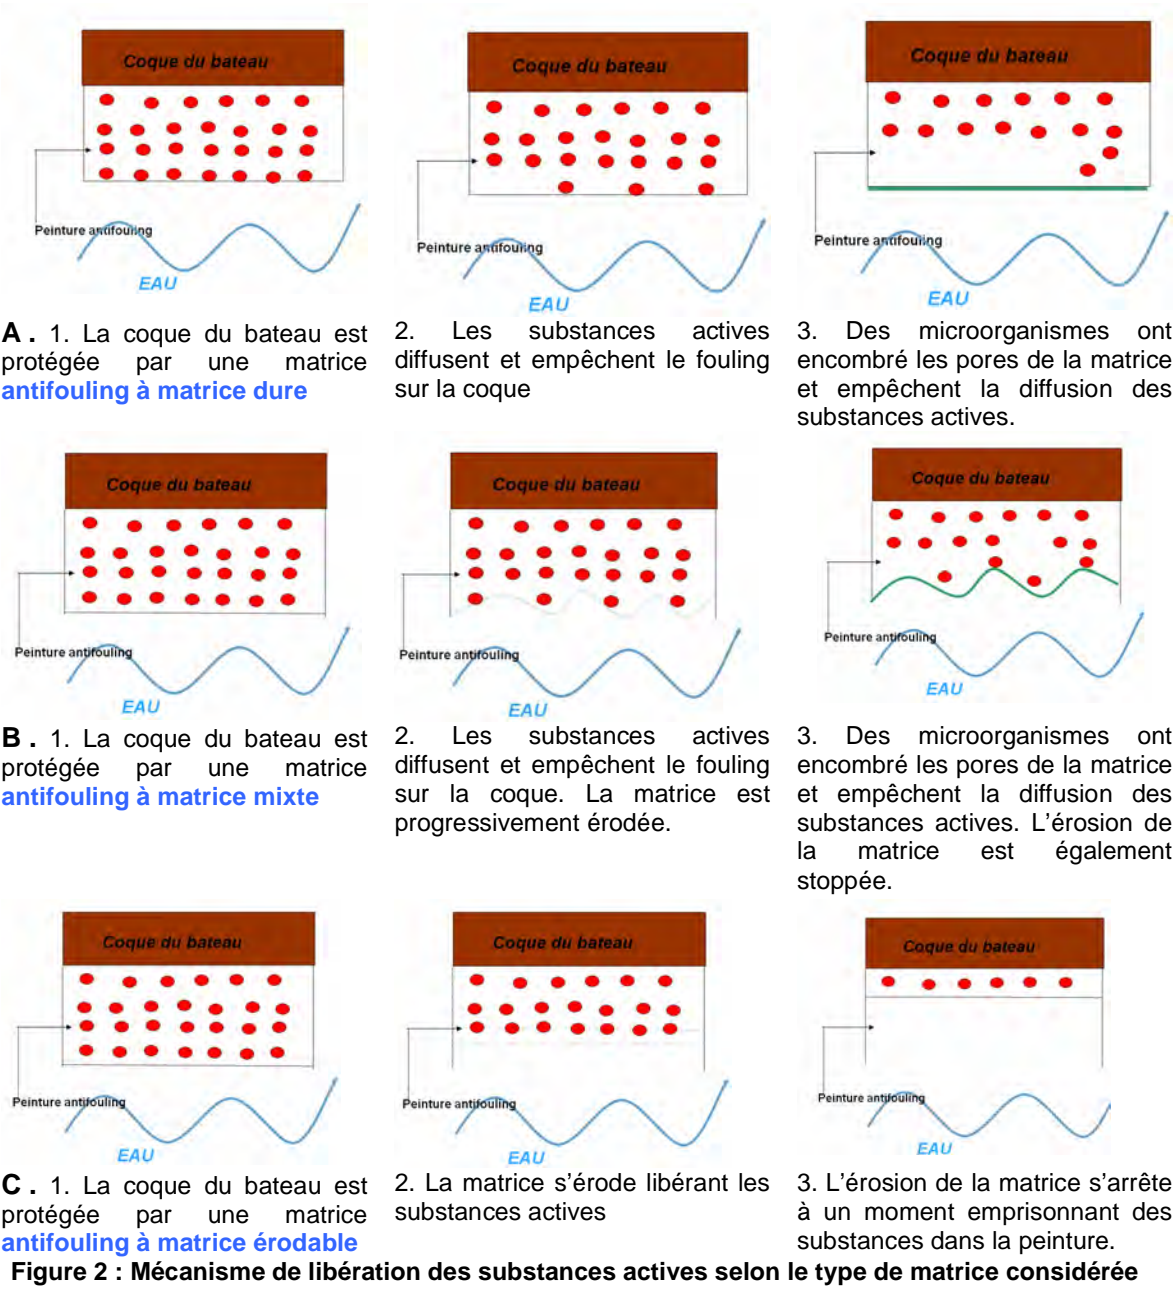 Coque du bateau
Peinture antifouling
EAU
Coque du bateau
Peinture antifouling
EAU
Coque du bateau
Peinture antifouling
EAU
A . 1. La coque du bateau est
protégée par une matrice
antifouling à matrice dure
2. Les substances actives
diffusent et empêchent le fouling
sur la coque
3. Des microorganismes ont
encombré les pores de la matrice
et empêchent la diffusion des
substances actives.
Coque du bateau
Peinture antifouling
EAU
Coque du bateau
Peinture antifouling
EAU
Coque du bateau
Peinture antifouling
EAU
B . 1. La coque du bateau est
protégée par une matrice
antifouling à matrice mixte
2. Les substances actives
diffusent et empêchent le fouling
sur la coque. La matrice est
progressivement érodée.
3. Des microorganismes ont
encombré les pores de la matrice
et empêchent la diffusion des
substances actives. L’érosion de
la matrice est également
stoppée.
Coque du bateau
Peinture antifouling
EAU
Coque du bateau
Peinture antifouling
EAU
Coque du bateau
Peinture antifouling
EAU
C . 1. La coque du bateau est
protégée par une matrice
antifouling à matrice érodable
2. La matrice s’érode libérant les
substances actives
3. L’érosion de la matrice s’arrête
à un moment emprisonnant des
substances dans la peinture.
Figure 2 : Mécanisme de libération des substances actives selon le type de matrice considérée